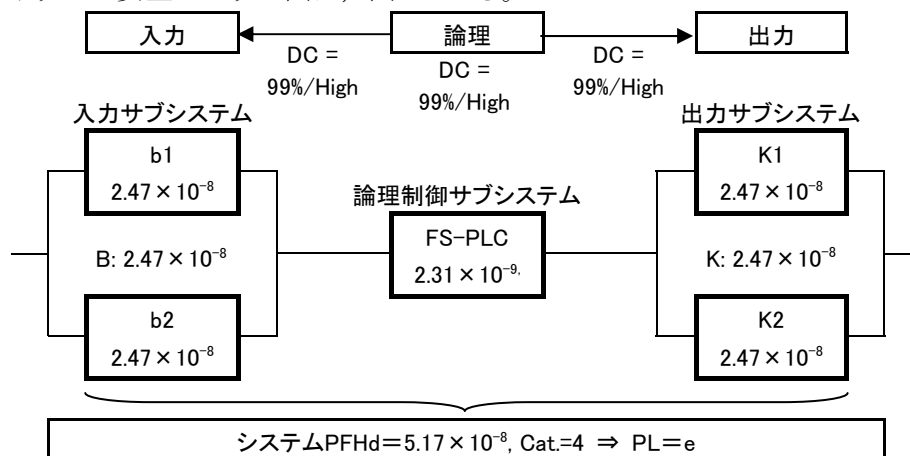 入力
論理
出力
DC =
99%/High
DC =
99%/High
DC =
99%/High
入力サブシステム
b1
2.47×10⁻⁸
B: 2.47×10⁻⁸
b2
2.47×10⁻⁸
論理制御サブシステム
FS-PLC
2.31×10⁻⁹,
出力サブシステム
K1
2.47×10⁻⁸
K: 2.47×10⁻⁸
K2
2.47×10⁻⁸
システムPFHd=5.17×10⁻⁸, Cat.=4 ⇒ PL=e